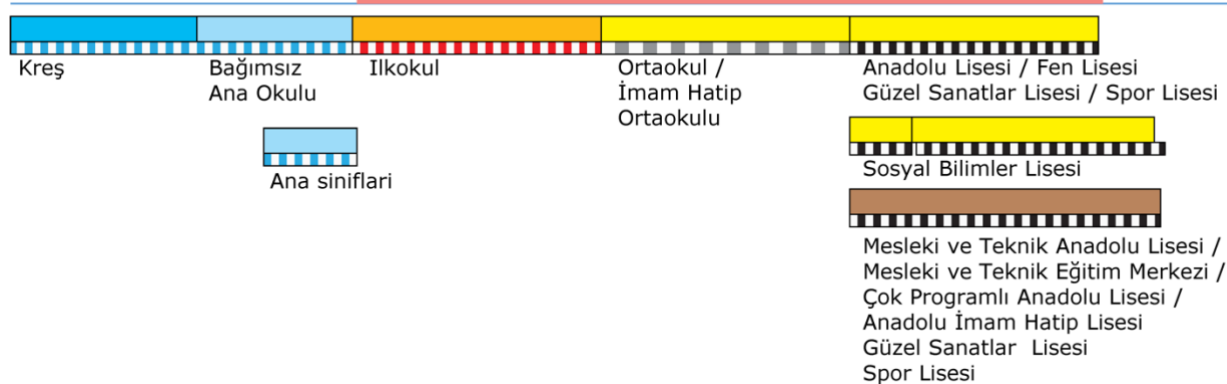 Kreş
Bağımsız
Ana Okulu
Ilkokul
Ortaokul /
İmam Hatip
Ortaokulu
Anadolu Lisesi / Fen Lisesi
Güzel Sanatlar Lisesi / Spor Lisesi
Ana siniflari
Sosyal Bilimler Lisesi
Mesleki ve Teknik Anadolu Lisesi /
Mesleki ve Teknik Eğitim Merkezi /
Çok Programlı Anadolu Lisesi /
Anadolu İmam Hatip Lisesi
Güzel Sanatlar Lisesi
Spor Lisesi